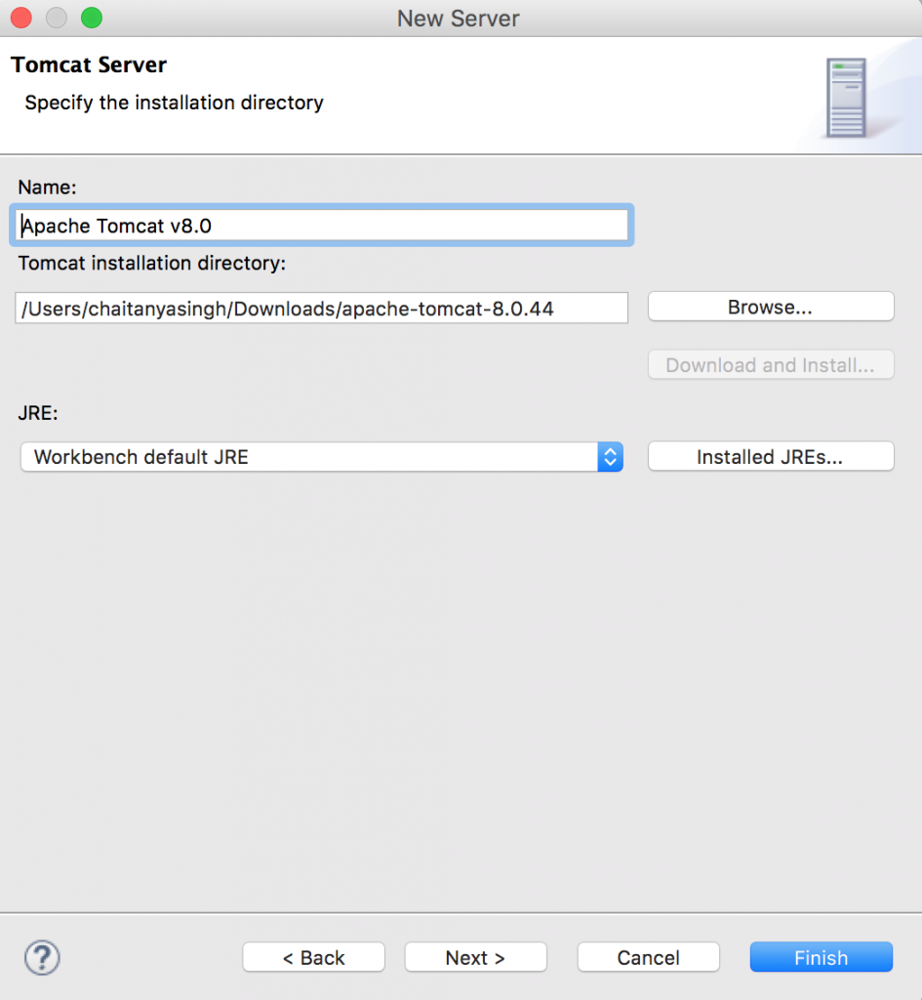 New Server
Tomcat Server
Specify the installation directory
Name:
Apache Tomcat v8.0
Tomcat installation directory:
/Users/chaitanyasingh/Downloads/apache-tomcat-8.0.44
Browse...
Download and Install...
JRE:
Workbench default JRE
Installed JREs...
?
< Back
Next >
Cancel
Finish